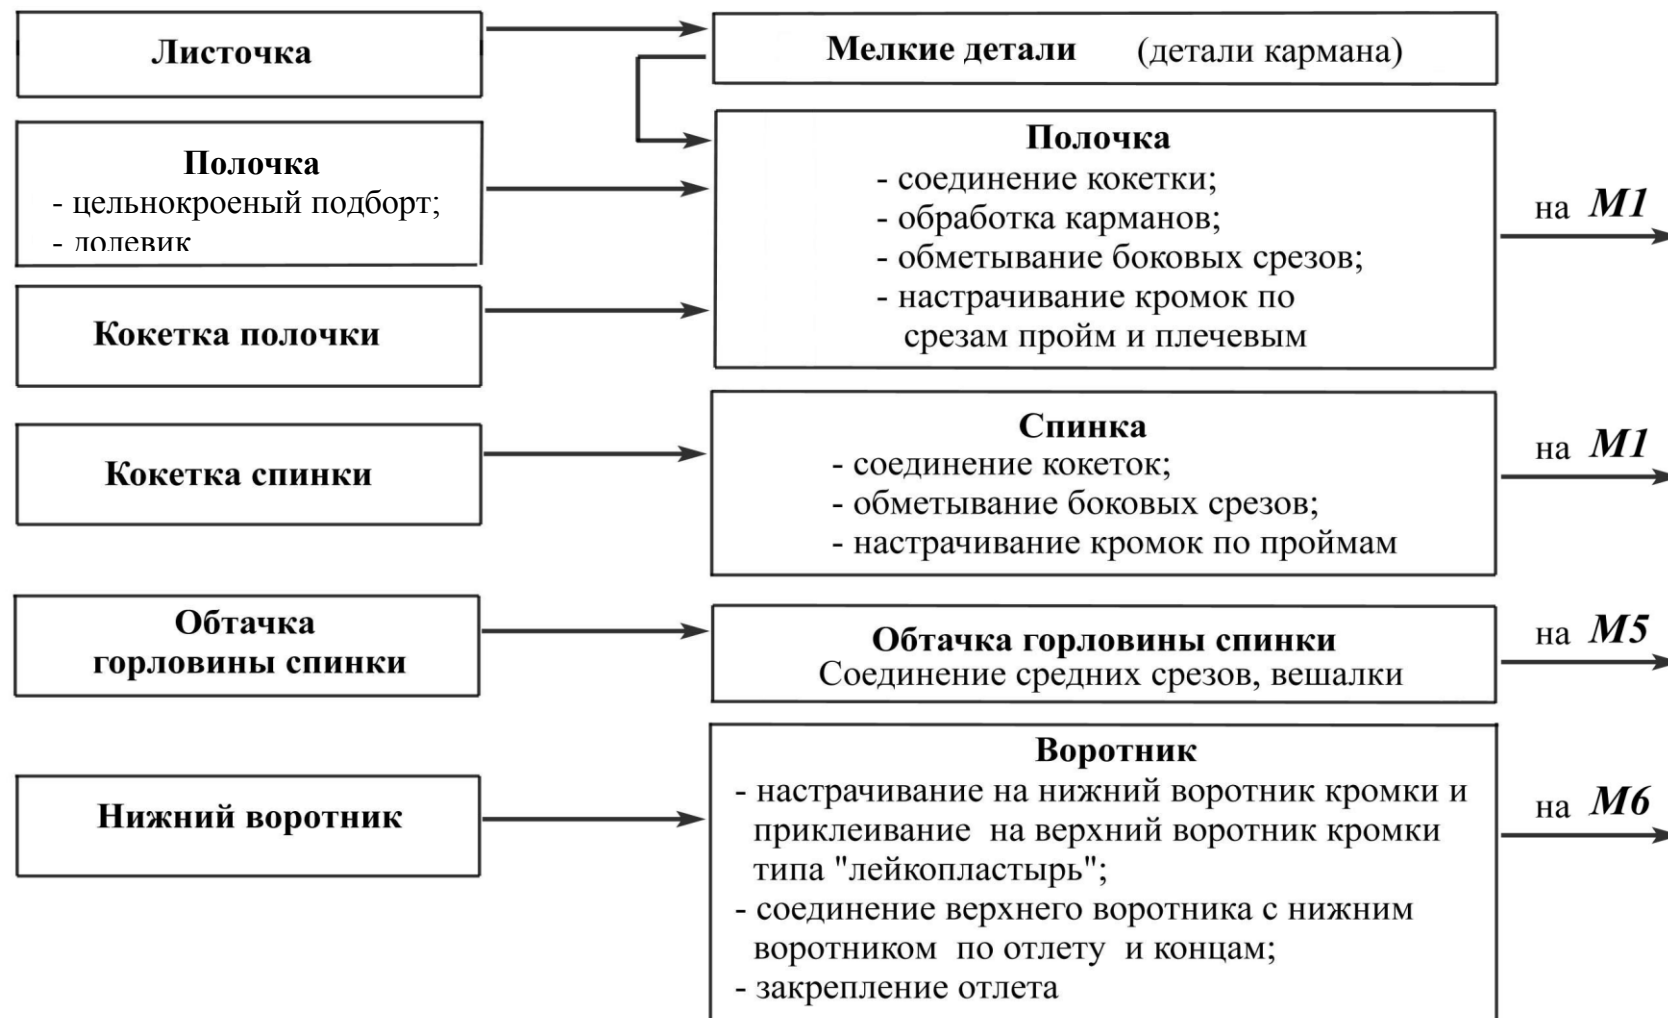 Листочка
Мелкие детали (детали кармана)
Полочка
- цельнокроеный подборт;
- долевик
Полочка
- соединение кокетки;
- обработка карманов;
- обметывание боковых срезов;
- настрачивание кромок по
срезам пройм и плечевым
на М1
Кокетка полочки
Кокетка спинки
Спинка
- соединение кокеток;
- обметывание боковых срезов;
- настрачивание кромок по проймам
на М1
Обтачка
горловины спинки
Обтачка горловины спинки
Соединение средних срезов, вешалки
на М5
Нижний воротник
Воротник
- настрачивание на нижний воротник кромки и
приклеивание на верхний воротник кромки
типа "лейкопластырь";
- соединение верхнего воротника с нижним
воротником по отлету и концам;
- закрепление отлета
на М6